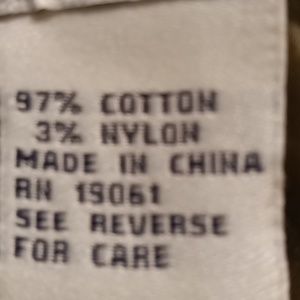 97% COTTON
3% NYLON
MADE IN CHINA
RN 19061
SEE REVERSE
FOR CARE